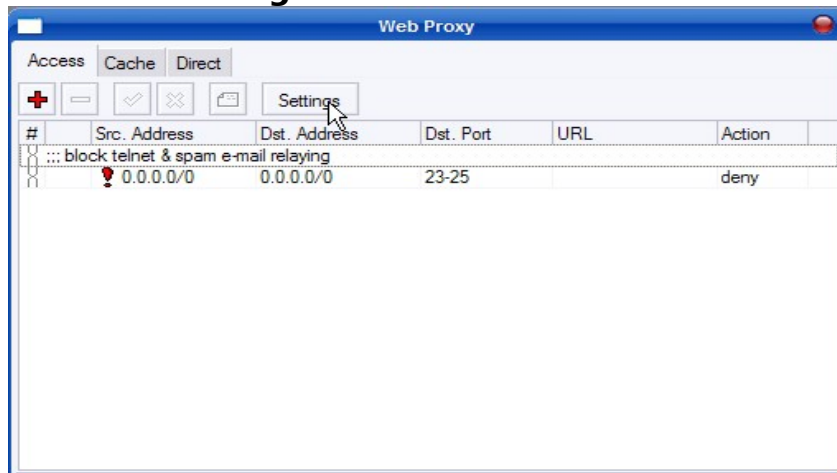 Web Proxy
Access Cache Direct
Settings
# Src. Address Dst. Address Dst. Port URL Action
;;; block telnet & spam e-mail relaying
0.0.0.0/0 0.0.0.0/0 23-25 deny